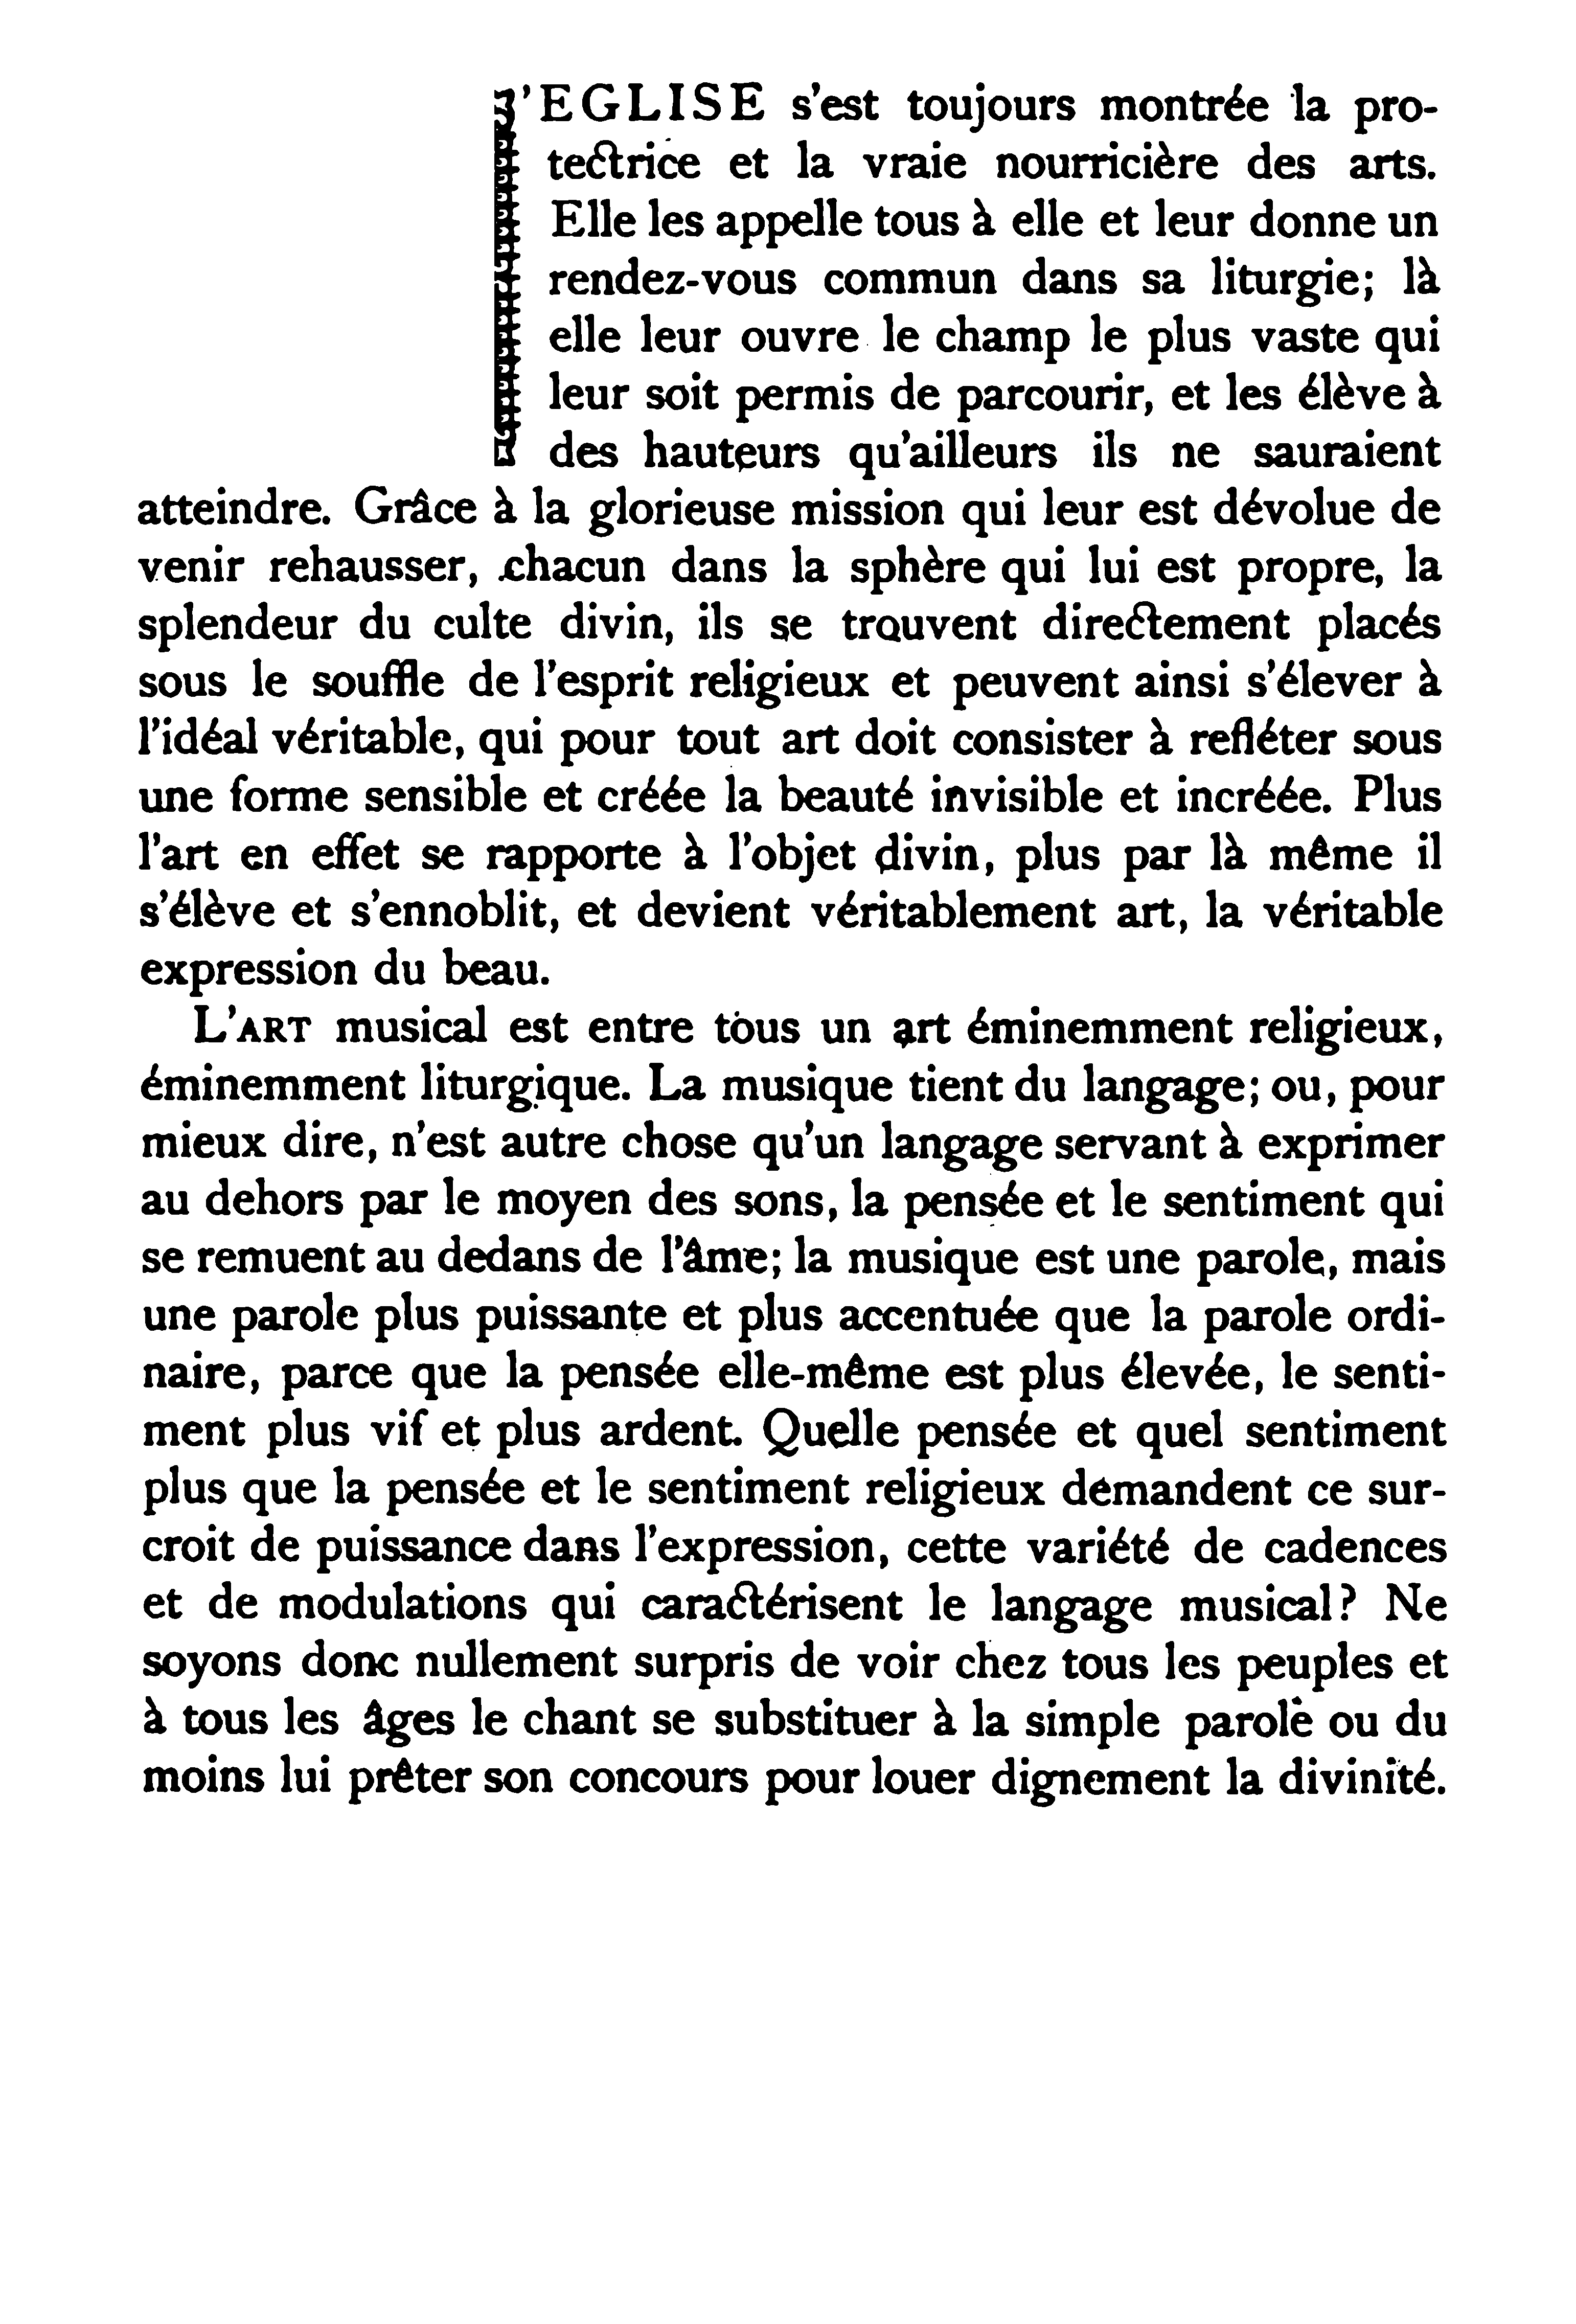 'EGLISE s'est toujours montrée la pro-
tectrice et la vraie nourricière des arts.
Elle les appelle tous à elle et leur donne un
rendez-vous commun dans sa liturgie; là
elle leur ouvre le champ le plus vaste qui
leur soit permis de parcourir, et les élève à
des hauteurs qu'ailleurs ils ne sauraient
atteindre. Grâce à la glorieuse mission qui leur est dévolue de
venir rehausser, chacun dans la sphère qui lui est propre, la
splendeur du culte divin, ils se trouvent directement placés
sous le souffle de l'esprit religieux et peuvent ainsi s'élever à
l'idéal véritable, qui pour tout art doit consister à refléter sous
une forme sensible et créée la beauté invisible et incréée. Plus
l'art en effet se rapporte à l'objet divin, plus par là même il
s'élève et s'ennoblit, et devient véritablement art, la véritable
expression du beau.
L'ART musical est entre tous un art éminemment religieux,
éminemment liturgique. La musique tient du langage; ou, pour
mieux dire, n'est autre chose qu'un langage servant à exprimer
au dehors par le moyen des sons, la pensée et le sentiment qui
se remuent au dedans de l'âme; la musique est une parole, mais
une parole plus puissante et plus accentuée que la parole ordi-
naire, parce que la pensée elle-même est plus élevée, le senti-
ment plus vif et plus ardent. Quelle pensée et quel sentiment
plus que la pensée et le sentiment religieux demandent ce sur-
croit de puissance dans l'expression, cette variété de cadences
et de modulations qui caractérisent le langage musical? Ne
soyons donc nullement surpris de voir chez tous les peuples et
à tous les âges le chant se substituer à la simple parole ou du
moins lui prêter son concours pour louer dignement la divinité.